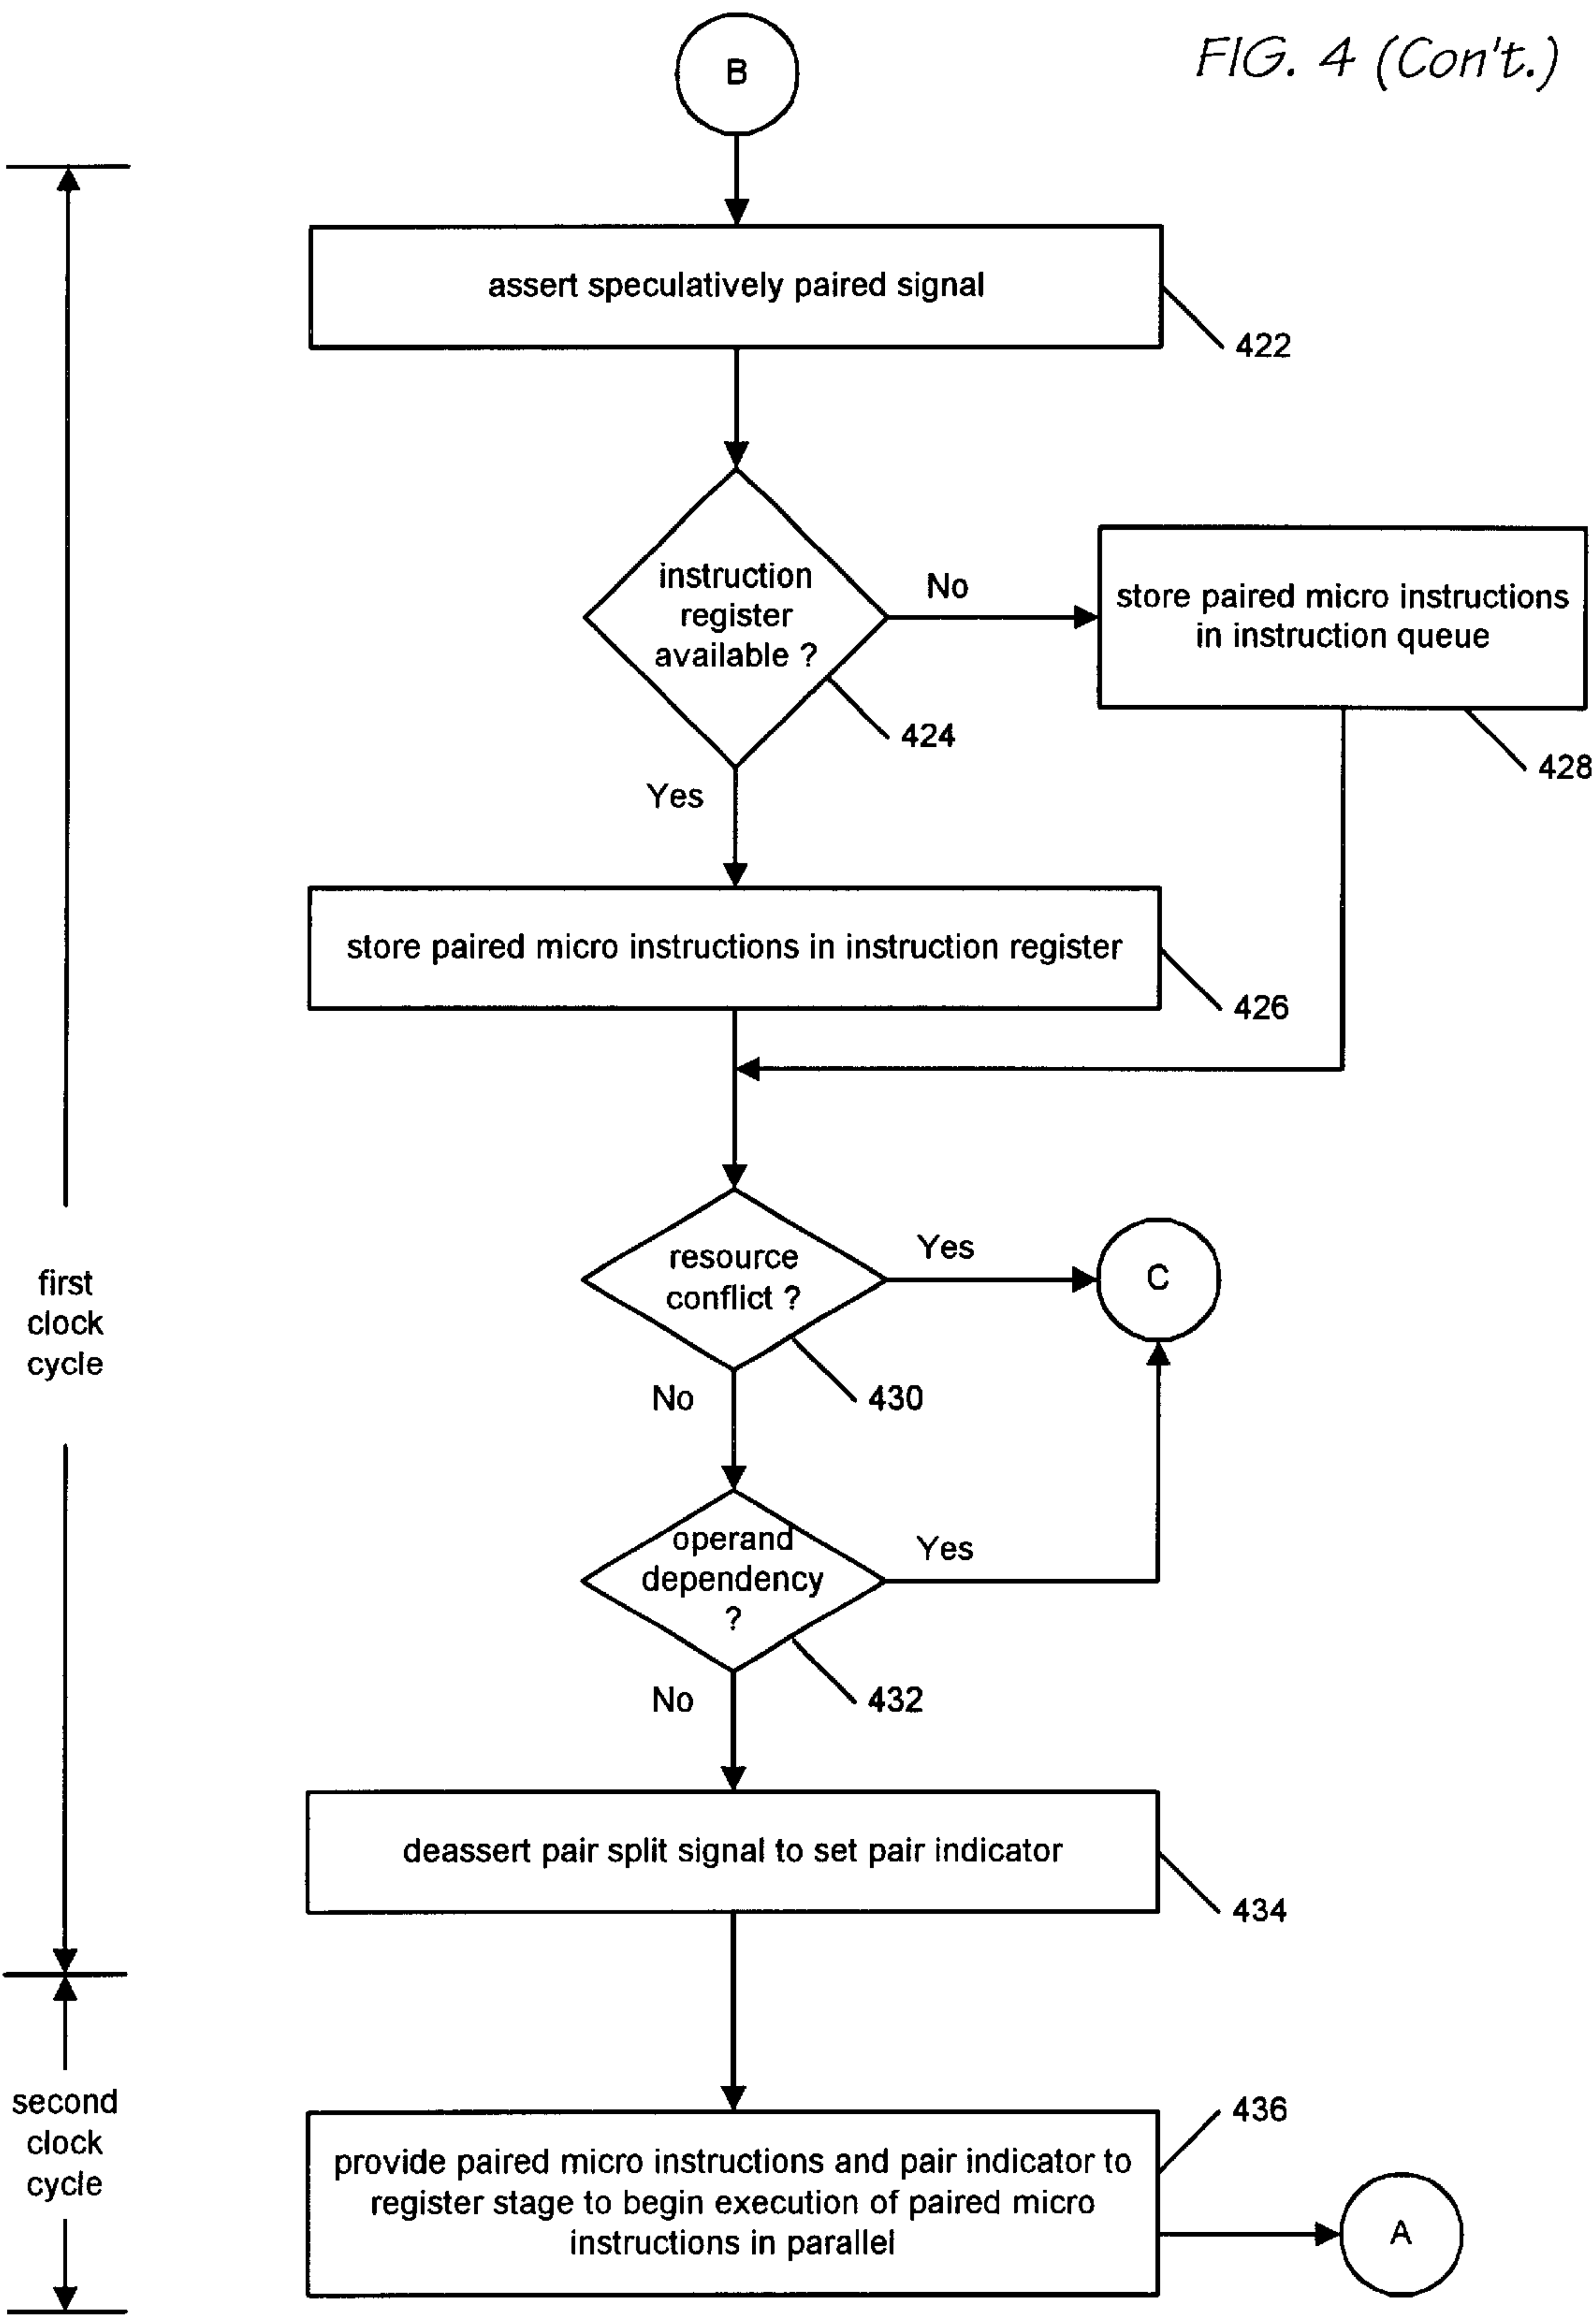 FIG. 4 (Con't.)
B
assert speculatively paired signal
422
instruction
register
available ?
No
store paired micro instructions
in instruction queue
424
428
Yes
store paired micro instructions in instruction register
426
first
clock
cycle
resource
conflict ?
Yes
C
430
No
operand
dependency
?
Yes
432
No
deassert pair split signal to set pair indicator
434
second
clock
cycle
436
provide paired micro instructions and pair indicator to
register stage to begin execution of paired micro
instructions in parallel
A